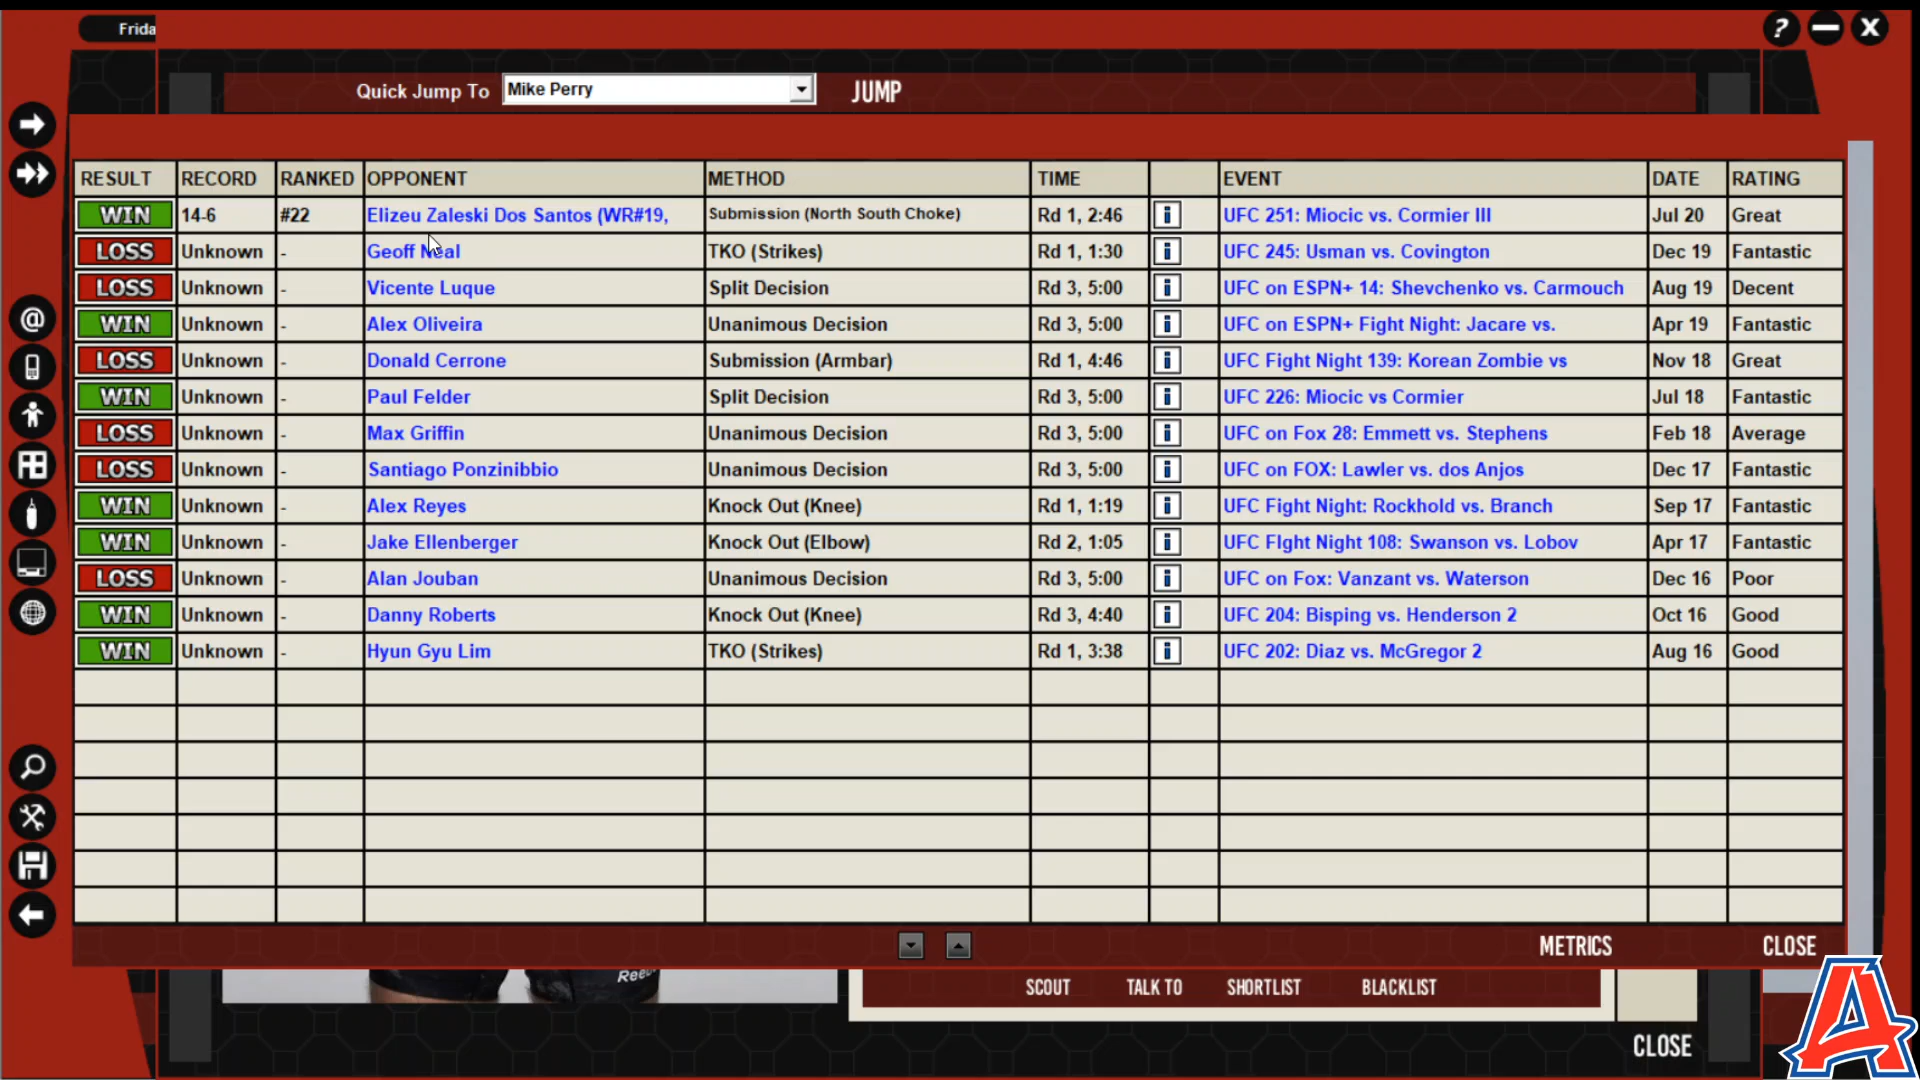 Frida
?
X
Quick Jump To Mike Perry JUMP
RESULT RECORD RANKED OPPONENT METHOD TIME EVENT DATE RATING
WIN 14-6 #22 Elizeu Zaleski Dos Santos (WR#19, Submission (North South Choke) Rd 1, 2:46 i UFC 251: Miocic vs. Cormier III Jul 20 Great
LOSS Unknown - Geoff Neal TKO (Strikes) Rd 1, 1:30 i UFC 245: Usman vs. Covington Dec 19 Fantastic
LOSS Unknown - Vicente Luque Split Decision Rd 3, 5:00 i UFC on ESPN+ 14: Shevchenko vs. Carmouch Aug 19 Decent
WIN Unknown - Alex Oliveira Unanimous Decision Rd 3, 5:00 i UFC on ESPN+ Fight Night: Jacare vs. Apr 19 Fantastic
LOSS Unknown - Donald Cerrone Submission (Armbar) Rd 1, 4:46 i UFC Fight Night 139: Korean Zombie vs Nov 18 Great
WIN Unknown - Paul Felder Split Decision Rd 3, 5:00 i UFC 226: Miocic vs Cormier Jul 18 Fantastic
LOSS Unknown - Max Griffin Unanimous Decision Rd 3, 5:00 i UFC on Fox 28: Emmett vs. Stephens Feb 18 Average
LOSS Unknown - Santiago Ponzinibbio Unanimous Decision Rd 3, 5:00 i UFC on FOX: Lawler vs. dos Anjos Dec 17 Fantastic
WIN Unknown - Alex Reyes Knock Out (Knee) Rd 1, 1:19 i UFC Fight Night: Rockhold vs. Branch Sep 17 Fantastic
WIN Unknown - Jake Ellenberger Knock Out (Elbow) Rd 2, 1:05 i UFC FIght Night 108: Swanson vs. Lobov Apr 17 Fantastic
LOSS Unknown - Alan Jouban Unanimous Decision Rd 3, 5:00 i UFC on Fox: Vanzant vs. Waterson Dec 16 Poor
WIN Unknown - Danny Roberts Knock Out (Knee) Rd 3, 4:40 i UFC 204: Bisping vs. Henderson 2 Oct 16 Good
WIN Unknown - Hyun Gyu Lim TKO (Strikes) Rd 1, 3:38 i UFC 202: Diaz vs. McGregor 2 Aug 16 Good
METRICS CLOSE
Reeb
SCOUT TALK TO SHORTLIST BLACKLIST
CLOSE
A